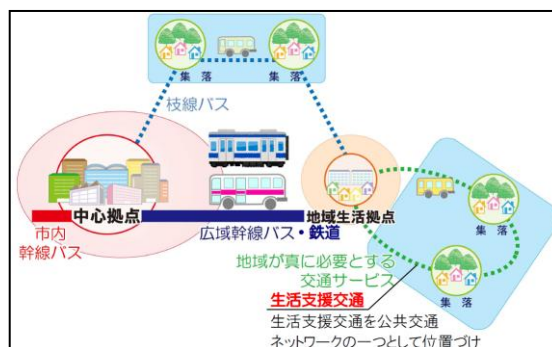 集 落
集 落
枝線バス
中心拠点
地域生活拠点
市内
幹線バス
広域幹線バス・鉄道
集 落
地域が真に必要とする
交通サービス
生活支援交通
集 落
生活支援交通を公共交通
ネットワークの一つとして位置づけ